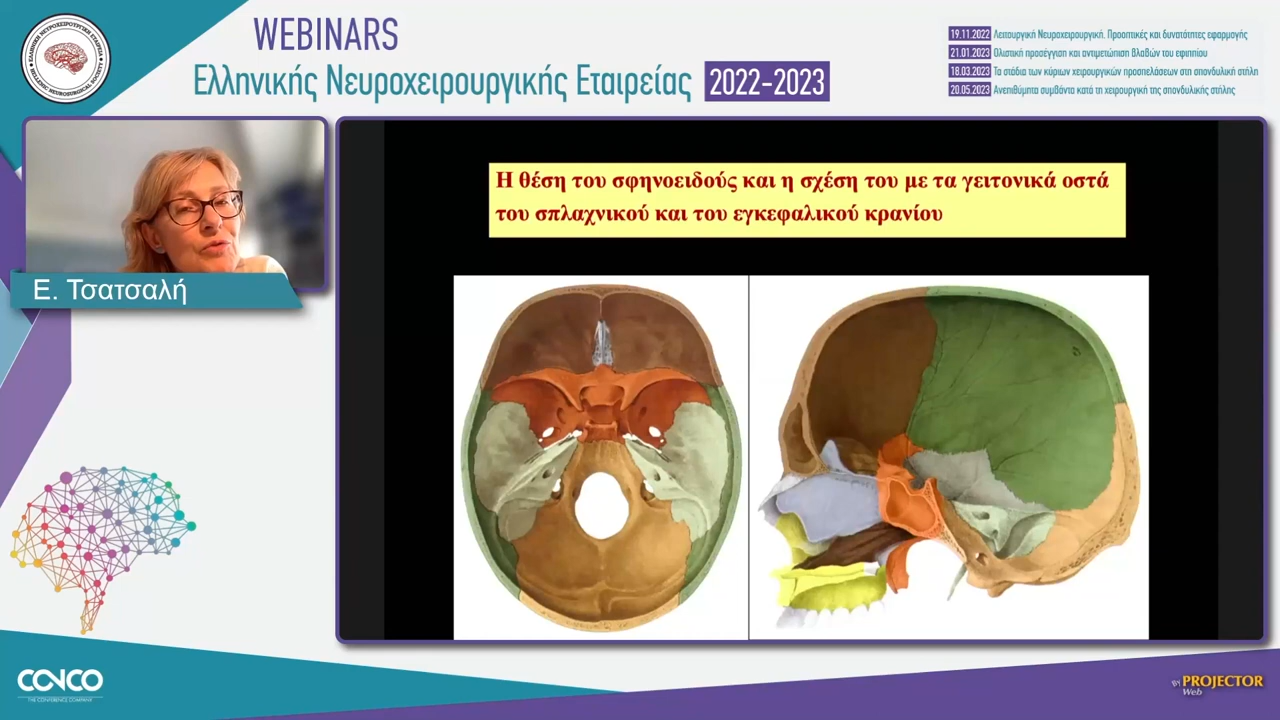 WEBINARS
Ελληνικής Νευροχειρουργικής Εταιρείας 2022-2023
19.11.2022 Λειτουργική Νευροχειρουργική. Προοπτικές και δυνατότητες εφαρμογής
21.01.2023 Ολιστική προσέγγιση και αντιμετώπιση βλαβών του εφιππίου
18.03.2023 Τα στάδια των κύριων χειρουργικών προσπελάσεων στη σπονδυλική στήλη
20.05.2023 Ανεπιθύμητα συμβάντα κατά τη χειρουργική της σπονδυλικής στήλης
Ε. Τσατσαλή
Η θέση του σφηνοειδούς και η σχέση του με τα γειτονικά οστά
του σπλαχνικού και του εγκεφαλικού κρανίου
CONCO
THE CONFERENCE COMPANY
BY PROJECTOR
Web